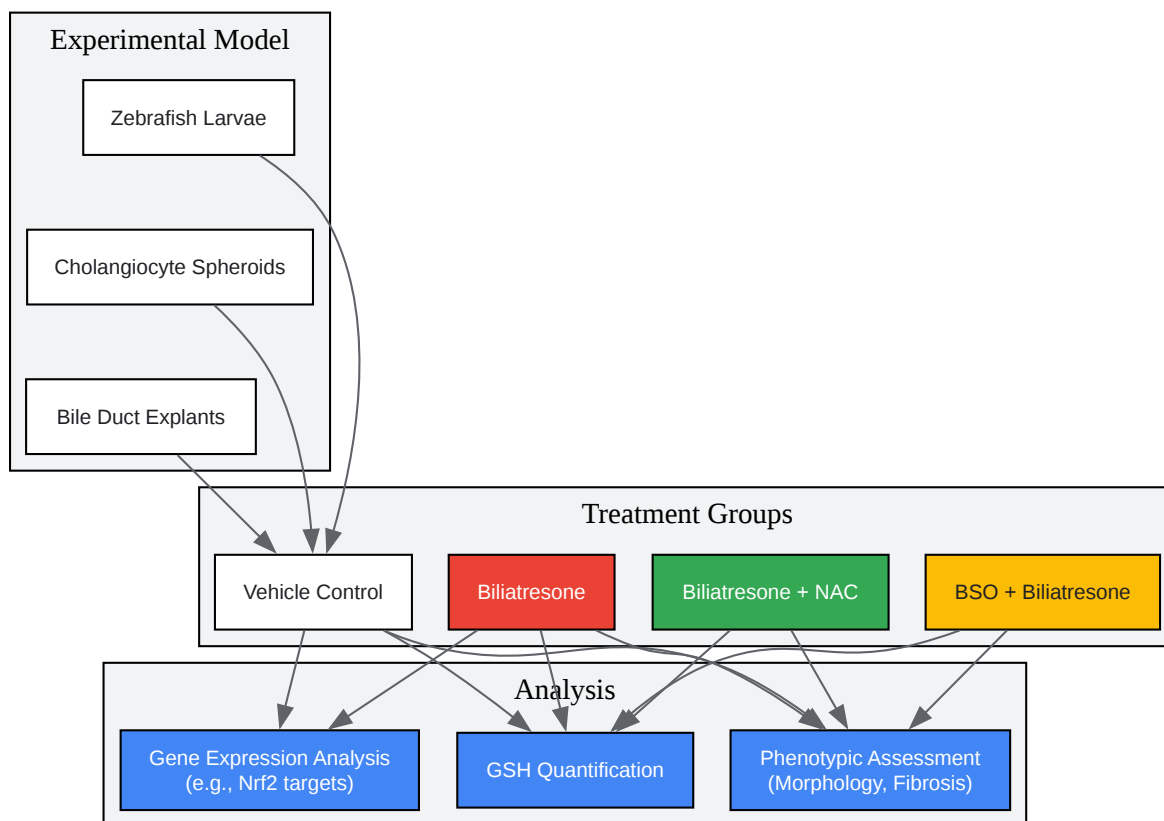 Experimental Model
Zebrafish Larvae
Cholangiocyte Spheroids
Bile Duct Explants
Treatment Groups
Vehicle Control
Biliatresone
Biliatresone + NAC
BSO + Biliatresone
Analysis
Gene Expression Analysis
(e.g., Nrf2 targets)
GSH Quantification
Phenotypic Assessment
(Morphology, Fibrosis)